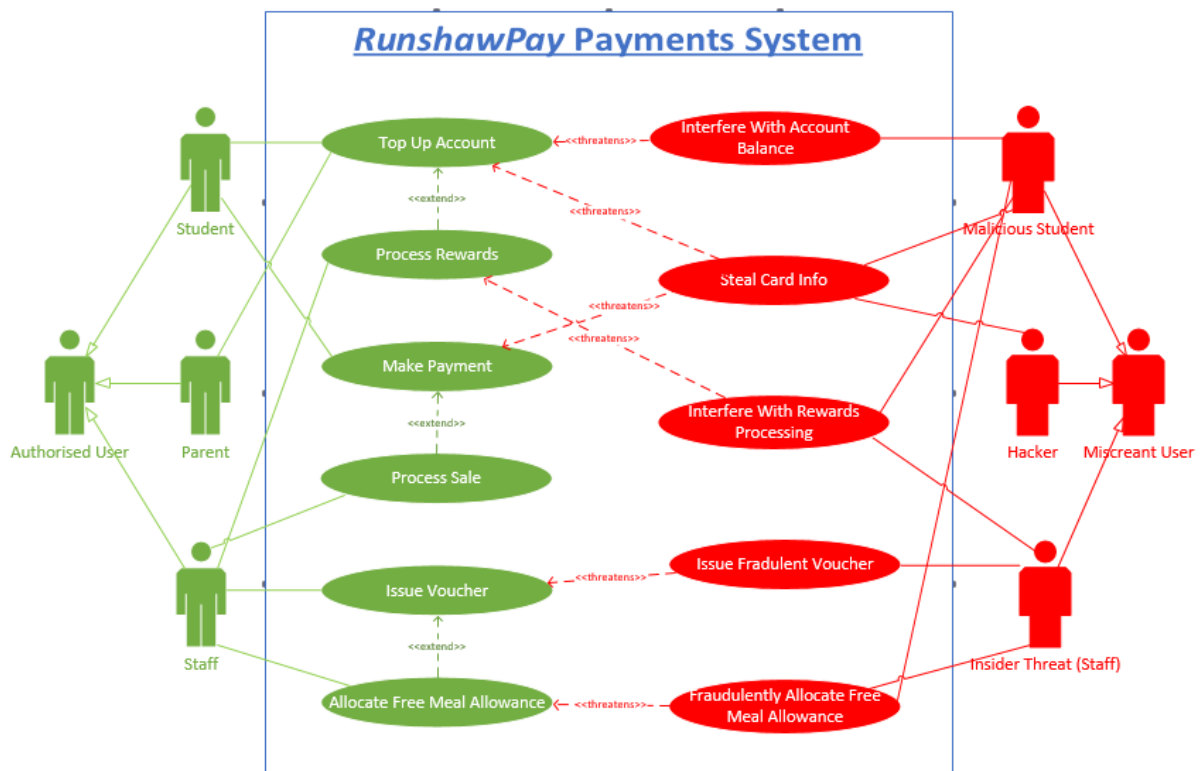 RunshawPay Payments System
Top Up Account
<<threatens>>
Interfere With Account
Balance
<<extend>>
<<threatens>>
Student
Malicious Student
Process Rewards
Steal Card Info
<<threatens>>
<<threatens>>
Make Payment
<<extend>>
Interfere With Rewards
Processing
Authorised User
Parent
Hacker
Miscreant User
Process Sale
Issue Fradulent Voucher
<<threatens>>
Issue Voucher
<<extend>>
Staff
Insider Threat (Staff)
Allocate Free Meal Allowance
<<threatens>>
Fraudulently Allocate Free
Meal Allowance